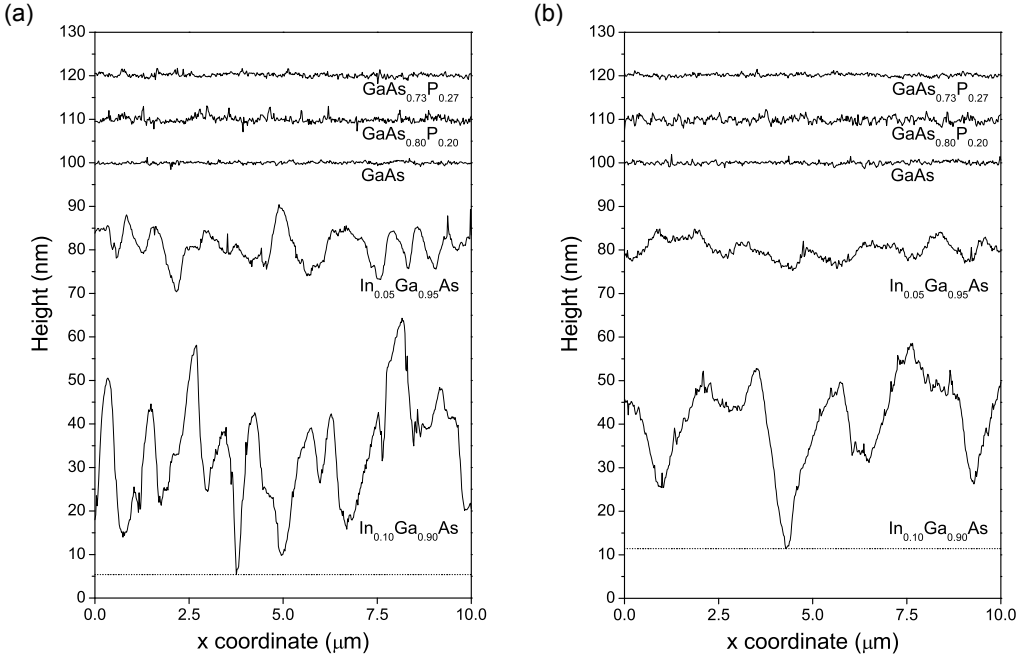 (a)
130
120
110
100
90
80
70
60
50
40
30
20
10
0
Height (nm)
GaAs0.73P0.27
GaAs0.80P0.20
GaAs
In0.05Ga0.95As
In0.10Ga0.90As
0.0 2.5 5.0 7.5 10.0
x coordinate (μm)
(b)
130
120
110
100
90
80
70
60
50
40
30
20
10
0
Height (nm)
GaAs0.73P0.27
GaAs0.80P0.20
GaAs
In0.05Ga0.95As
In0.10Ga0.90As
0.0 2.5 5.0 7.5 10.0
x coordinate (μm)